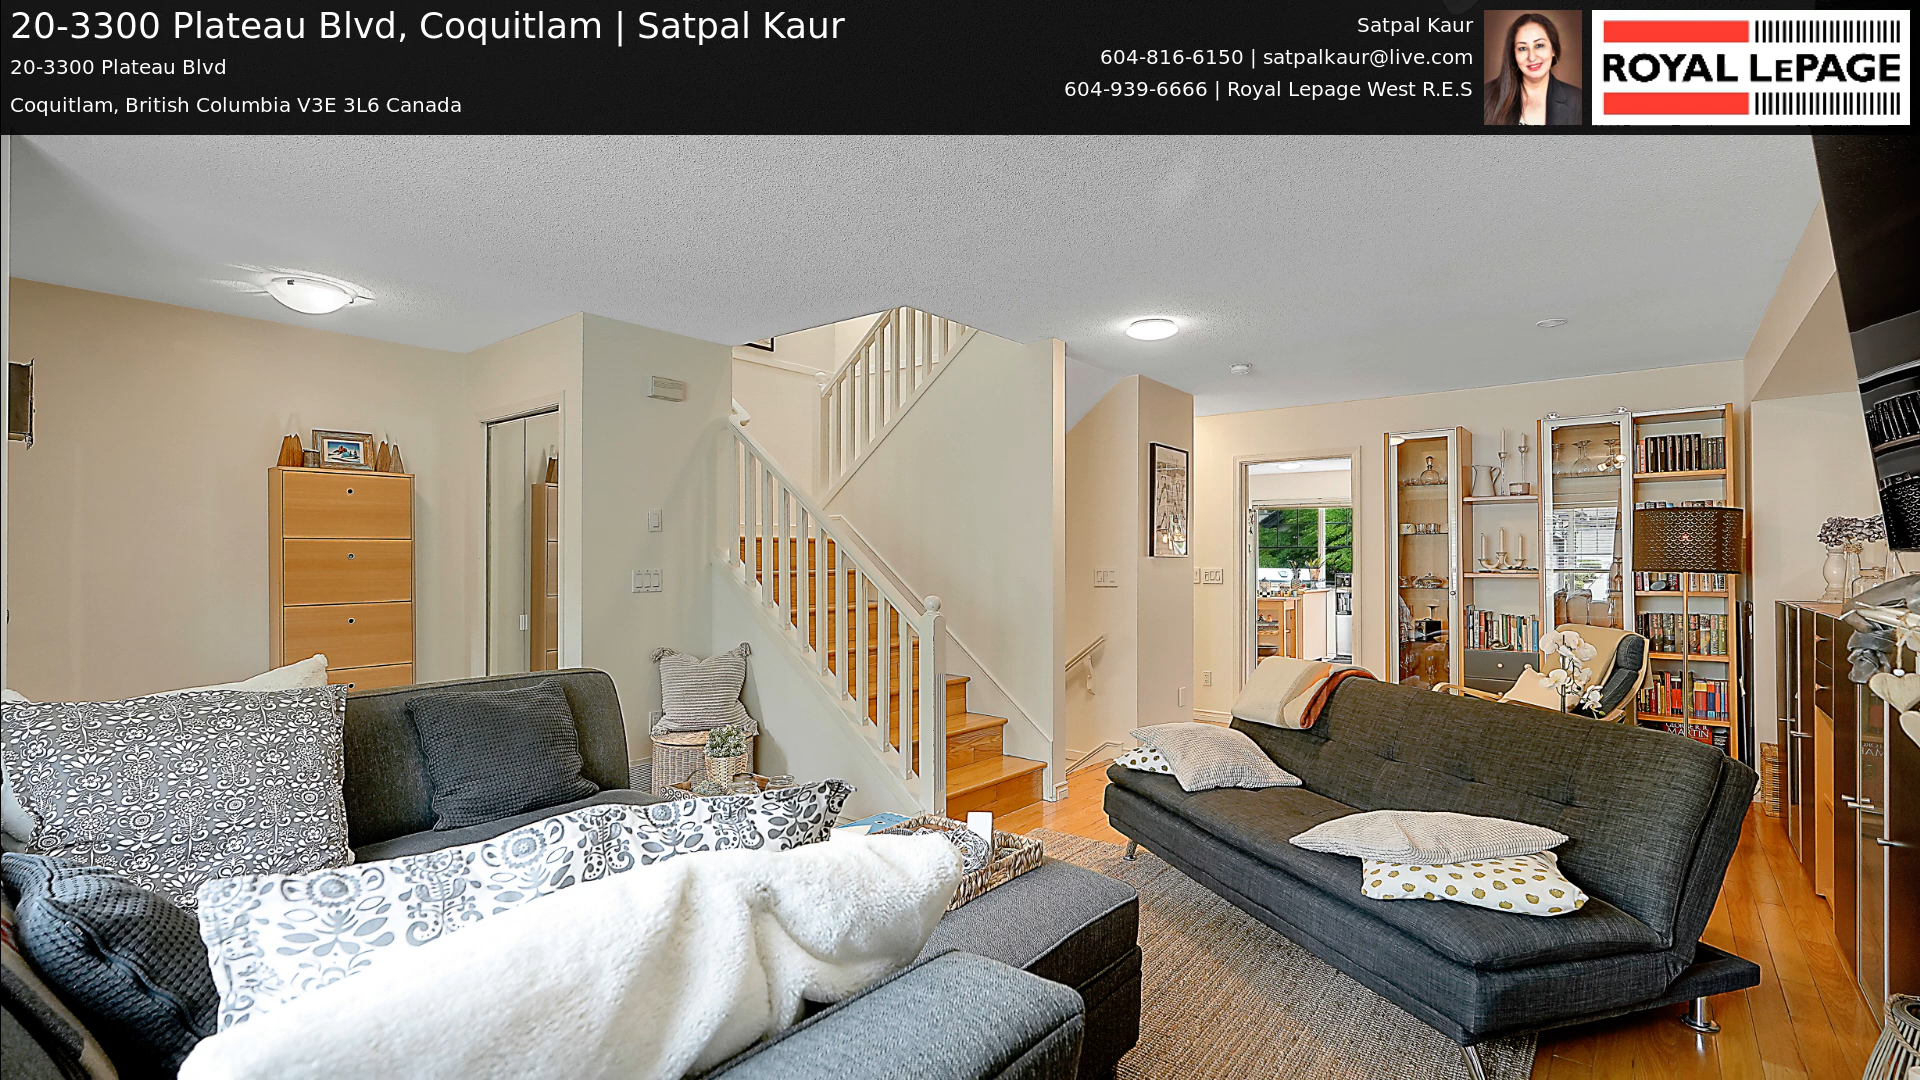 20-3300 Plateau Blvd, Coquitlam | Satpal Kaur
20-3300 Plateau Blvd
Coquitlam, British Columbia V3E 3L6 Canada
Satpal Kaur
604-816-6150 | satpalkaur@live.com
604-939-6666 | Royal Lepage West R.E.S
ROYAL LEPAGE
MARTIN